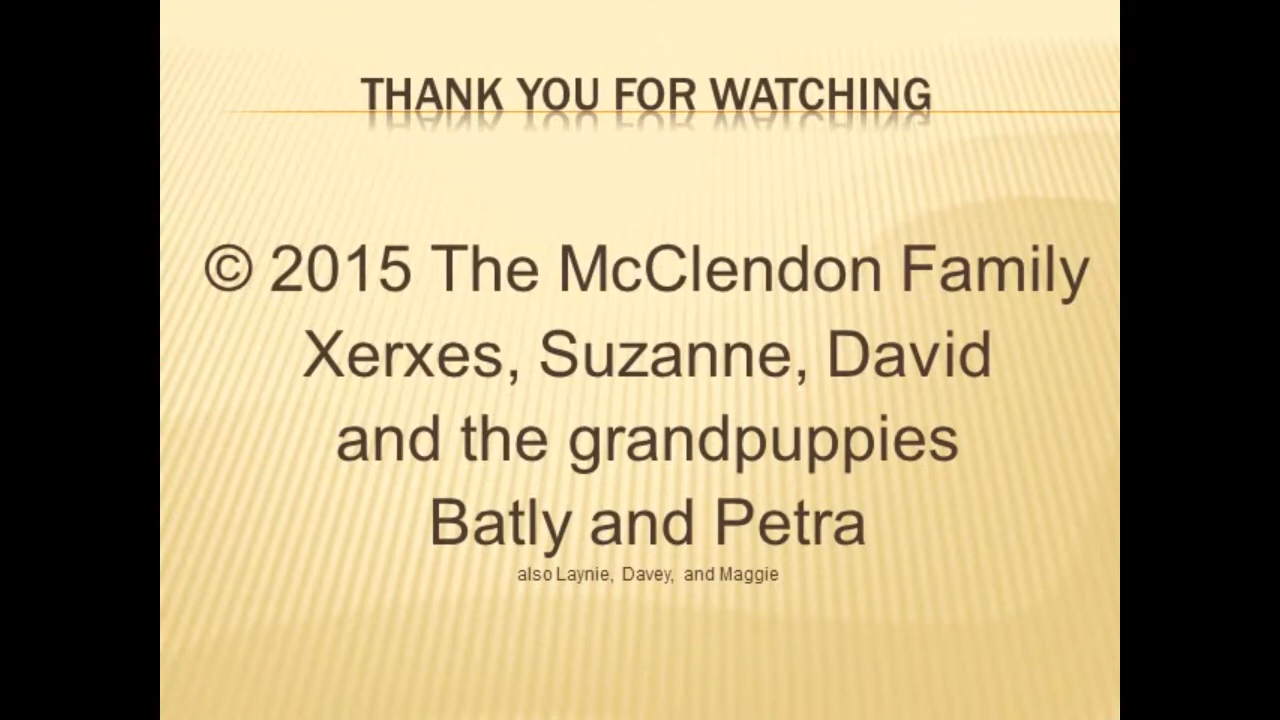 THANK YOU FOR WATCHING
© 2015 The McClendon Family
Xerxes, Suzanne, David
and the grandpuppies
Batly and Petra
also Laynie, Davey, and Maggie